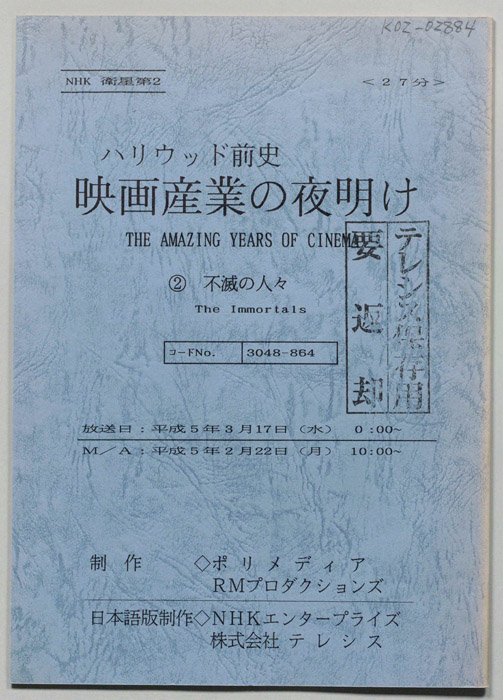 KOZ-02884
NHK 衛星第2
＜27分＞
ハリウッド前史
映画産業の夜明け
THE AMAZING YEARS OF CINEMA
② 不滅の人々
The Immortals
コードNo. 3048-864
テレシス保存用
要返却
放送日：平成5年3月17日（水） 0:00~
M／A：平成5年2月22日（月） 10:00~
制作 ◇ポリメディア
RMプロダクションズ
日本語版制作◇NHKエンタープライズ
株式会社テレシス